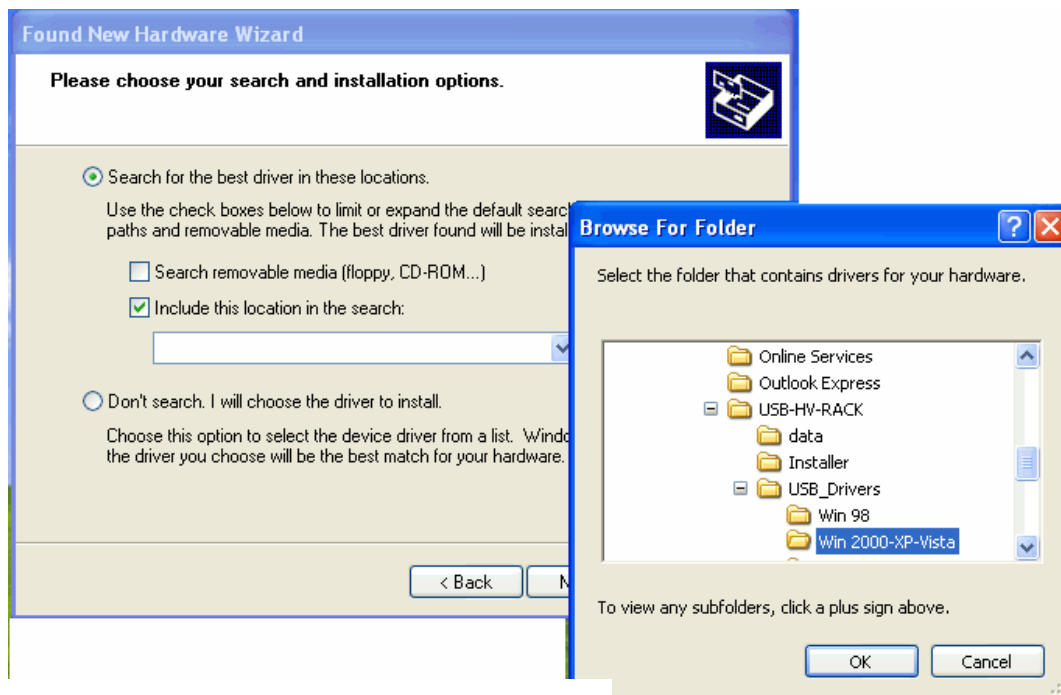 Found New Hardware Wizard
Please choose your search and installation options.
Search for the best driver in these locations.
Use the check boxes below to limit or expand the default
paths and removable media. The best driver found will be
Search removable media (floppy, CD-ROM...)
Include this location in the search:
Don't search. I will choose the driver to install.
Choose this option to select the device driver from a list.
the driver you choose will be the best match for your hardware.
< Back
Browse For Folder
Select the folder that contains drivers for your hardware.
Online Services
Outlook Express
USB-HV-RACK
data
Installer
USB_Drivers
Win 98
Win 2000-XP-Vista
To view any subfolders, click a plus sign above.
OK
Cancel